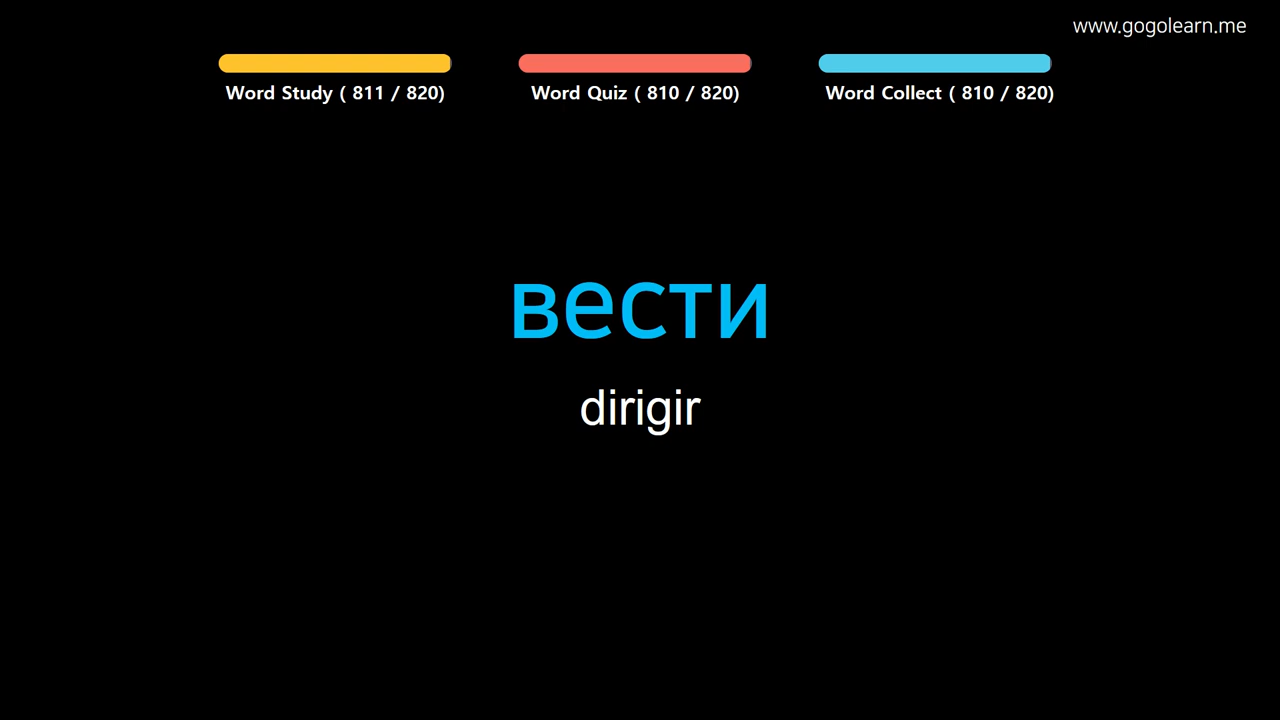 www.gogolearn.me
Word Study ( 811 / 820)
Word Quiz ( 810 / 820)
Word Collect ( 810 / 820)
вести
dirigir